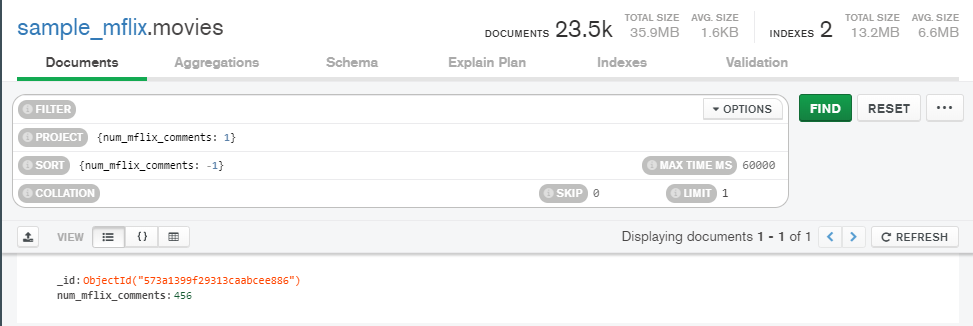 sample_mflix.movies
DOCUMENTS 23.5k TOTAL SIZE 35.9MB AVG. SIZE 1.6KB INDEXES 2 TOTAL SIZE 13.2MB AVG. SIZE 6.6MB
Documents Aggregations Schema Explain Plan Indexes Validation
FILTER OPTIONS FIND RESET ...
PROJECT {num_mflix_comments: 1}
SORT {num_mflix_comments: -1} MAX TIME MS 60000
COLLATION SKIP 0 LIMIT 1
VIEW {} Displaying documents 1 - 1 of 1 < > REFRESH
_id: ObjectId("573a1399f29313caabcee886")
num_mflix_comments: 456